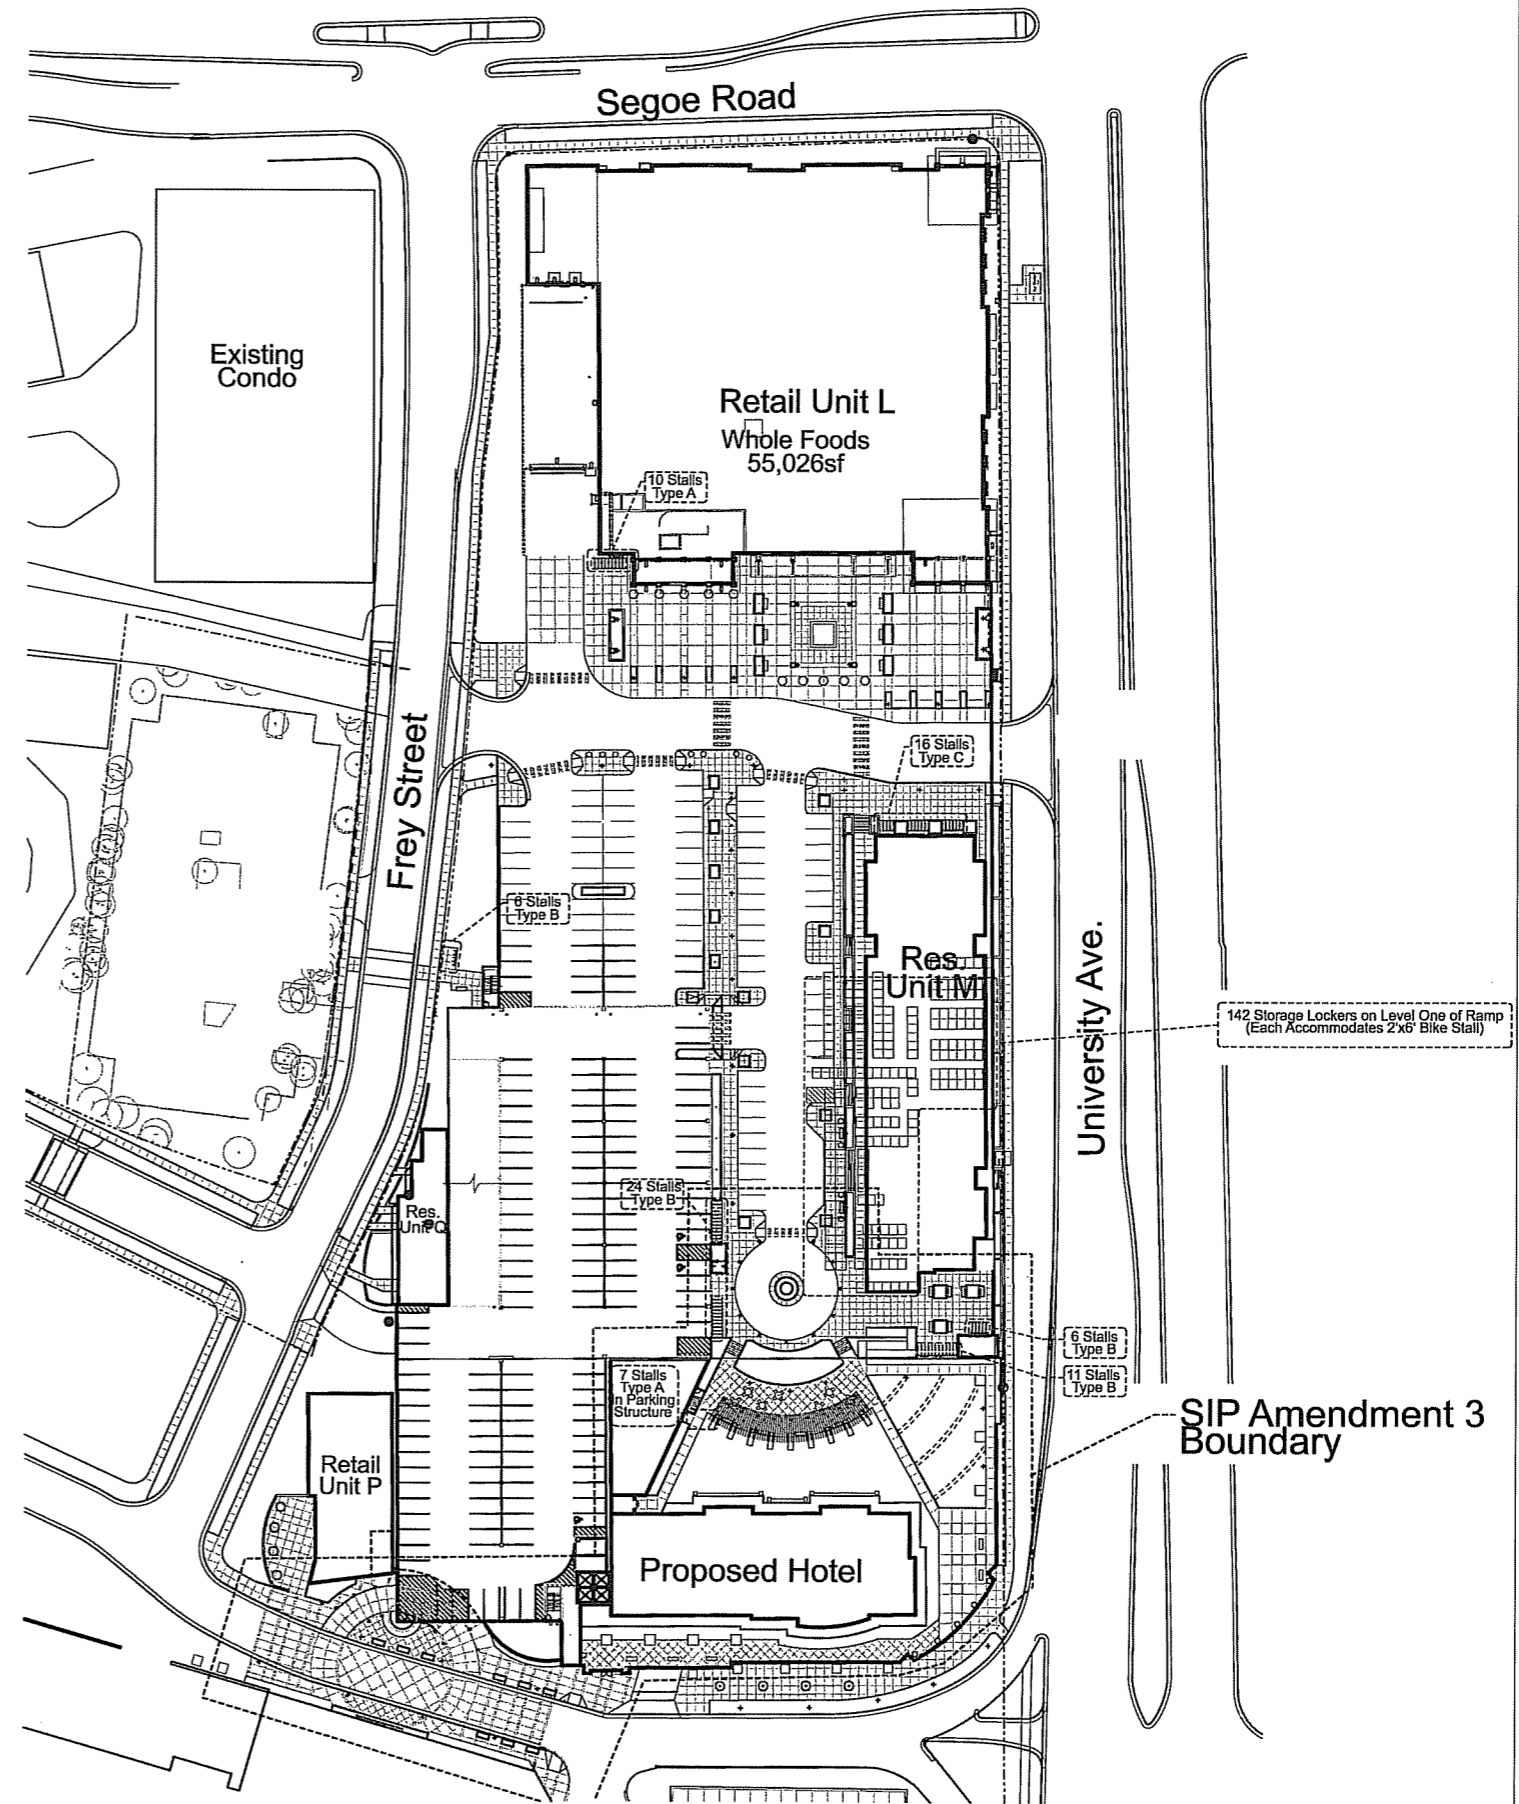 Segoe Road
Existing
Condo
Retail Unit L
Whole Foods
55,026sf
10 Stalls
Type A
Frey Street
16 Stalls
Type C
6 Stalls
Type B
Res.
Unit M
University Ave.
142 Storage Lockers on Level One of Ramp
(Each Accommodates 2'x6' Bike Stall)
24 Stalls
Type B
Res.
Unit Q
6 Stalls
Type B
11 Stalls
Type B
7 Stalls
Type A
In Parking
Structure
SIP Amendment 3
Boundary
Retail
Unit P
Proposed Hotel